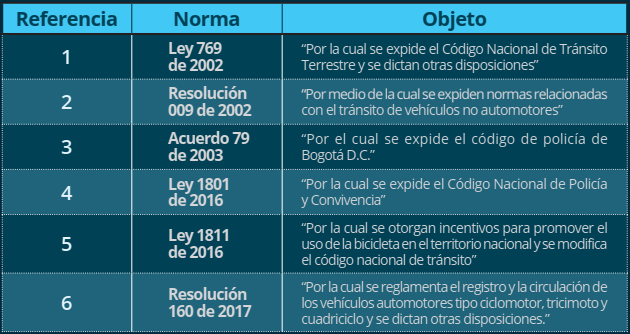 Referencia Norma Objeto
1
Ley 769
de 2002
“Por la cual se expide el Código Nacional de Tránsito
Terrestre y se dictan otras disposiciones”
2
Resolución
009 de 2002
“Por medio de la cual se expiden normas relacionadas
con el tránsito de vehículos no automotores”
3
Acuerdo 79
de 2003
“Por el cual se expide el código de policía de
Bogotá D.C.”
4
Ley 1801
de 2016
“Por la cual se expide el Código Nacional de Policía
y Convivencia”
5
Ley 1811
de 2016
“Por la cual se otorgan incentivos para promover el
uso de la bicicleta en el territorio nacional y se modifica
el código nacional de tránsito”
6
Resolución
160 de 2017
“Por la cual se reglamenta el registro y la circulación de
los vehículos automotores tipo ciclomotor, tricimoto y
cuadriciclo y se dictan otras disposiciones.”